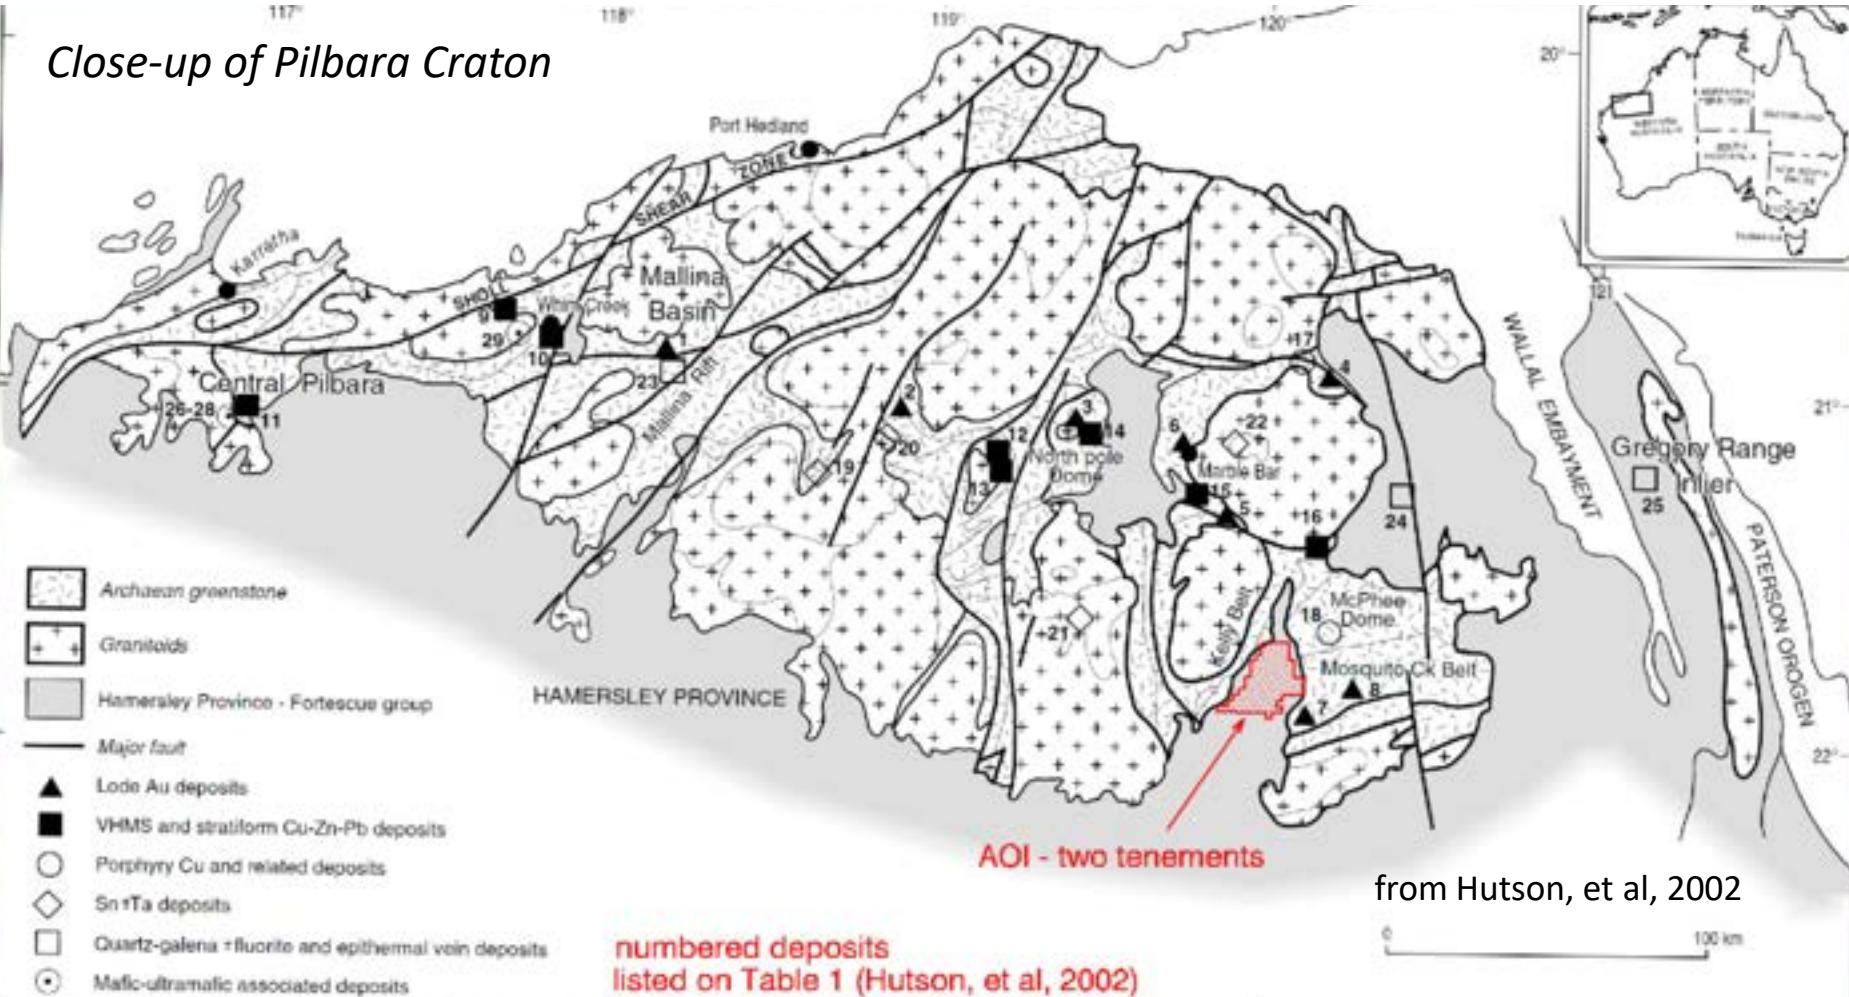 117°
118°
119°
120°
20°
Close-up of Pilbara Craton
Port Hedland
SHOLL SHEAR ZONE
Karratha
Mallina
Basin
Whim Creek
9
29
10
1
23
Mallina Rift
Central Pilbara
26-28
11
2
20
19
12
13
3
14
North pole
Dome
6
22
Marble Bar
15
5
17
4
16
24
21
121
WALLAL EMBAYMENT
21°
Gregory Range
Inlier
25
PATERSON OROGEN
Kelly Belt
18
McPhee
Dome
Mosquito Ck Belt
8
7
22°
HAMERSLEY PROVINCE
Archaean greenstone
Granitoids
Hamersley Province - Fortescue group
Major fault
Lode Au deposits
VHMS and stratiform Cu-Zn-Pb deposits
Porphyry Cu and related deposits
Sn Ta deposits
Quartz-galena fluorite and epithermal vein deposits
Mafic-ultramafic associated deposits
AOI - two tenements
from Hutson, et al, 2002
numbered deposits
listed on Table 1 (Hutson, et al, 2002)
0
100 km